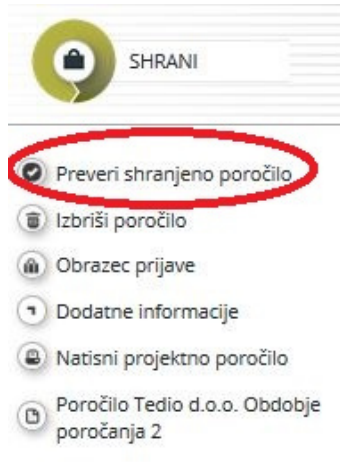 SHRANI
Preveri shranjeno poročilo
Izbriši poročilo
Obrazec prijave
Dodatne informacije
Natisni projektno poročilo
Poročilo Tedio d.o.o. Obdobje
poročanja 2